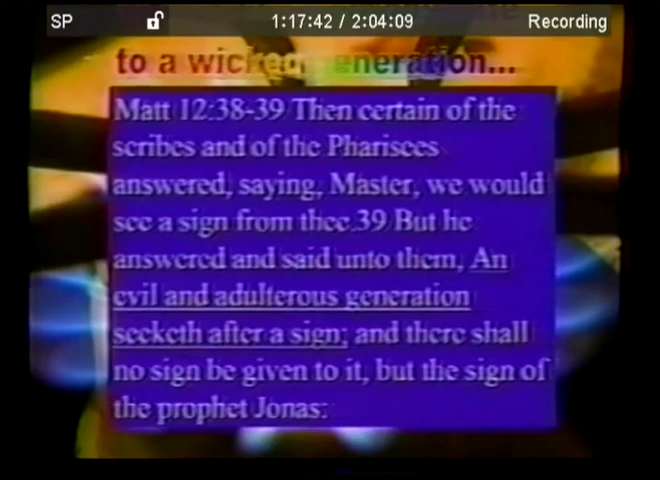 SP 1:17:42 / 2:04:09 Recording
to a wicked generation...
Matt 12:38-39 Then certain of the
scribes and of the Pharisees
answered, saying, Master, we would
see a sign from thee.39 But he
answered and said unto them, An
evil and adulterous generation
seeketh after a sign; and there shall
no sign be given to it, but the sign of
the prophet Jonas: